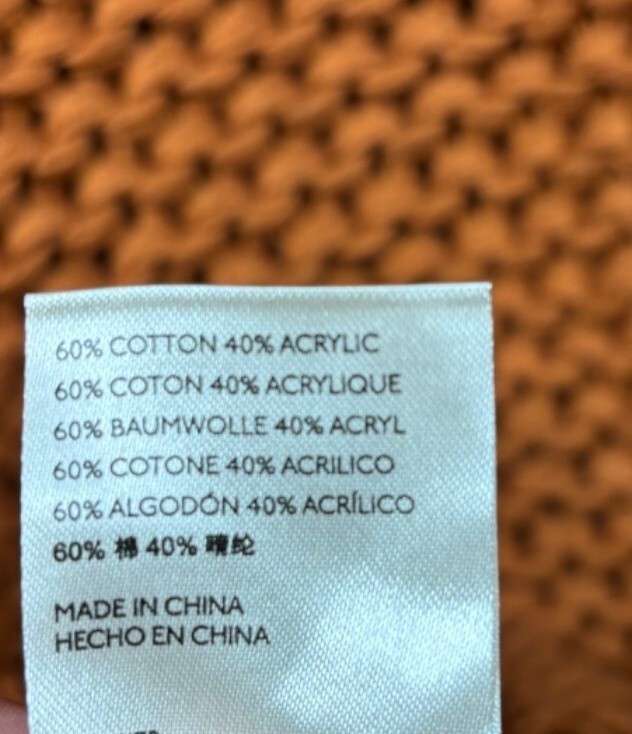 60% COTTON 40% ACRYLIC
60% COTON 40% ACRYLIQUE
60% BAUMWOLLE 40% ACRYL
60% COTONE 40% ACRILICO
60% ALGODÓN 40% ACRÍLICO
60% 棉 40% 晴纶
MADE IN CHINA
HECHO EN CHINA